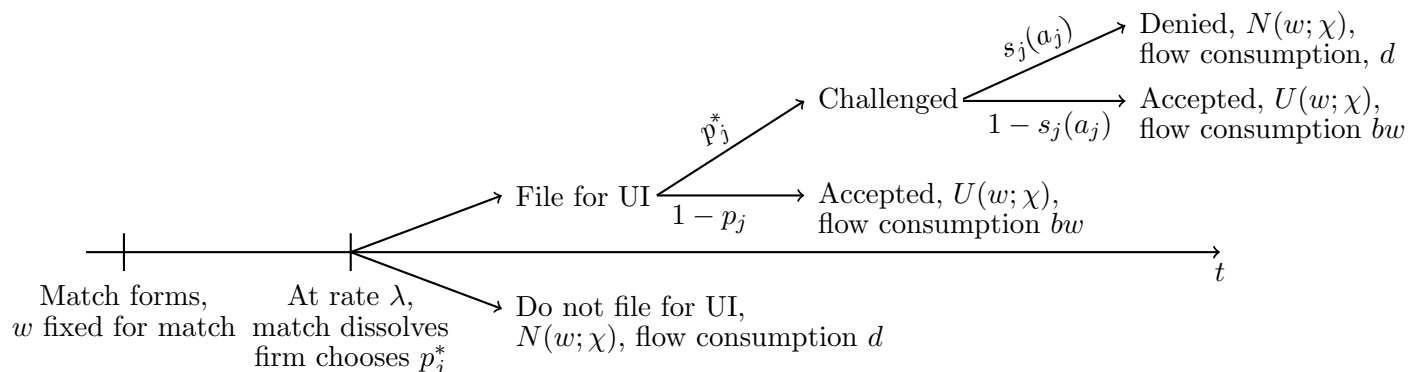 Denied, N(w; χ),
flow consumption, d
s_j(a_j)
Challenged
Accepted, U(w; χ),
flow consumption bw
1 − s_j(a_j)
p_j^*
File for UI
Accepted, U(w; χ),
flow consumption bw
1 − p_j
t
Match forms,
w fixed for match
At rate λ,
match dissolves
firm chooses p_j^*
Do not file for UI,
N(w; χ), flow consumption d